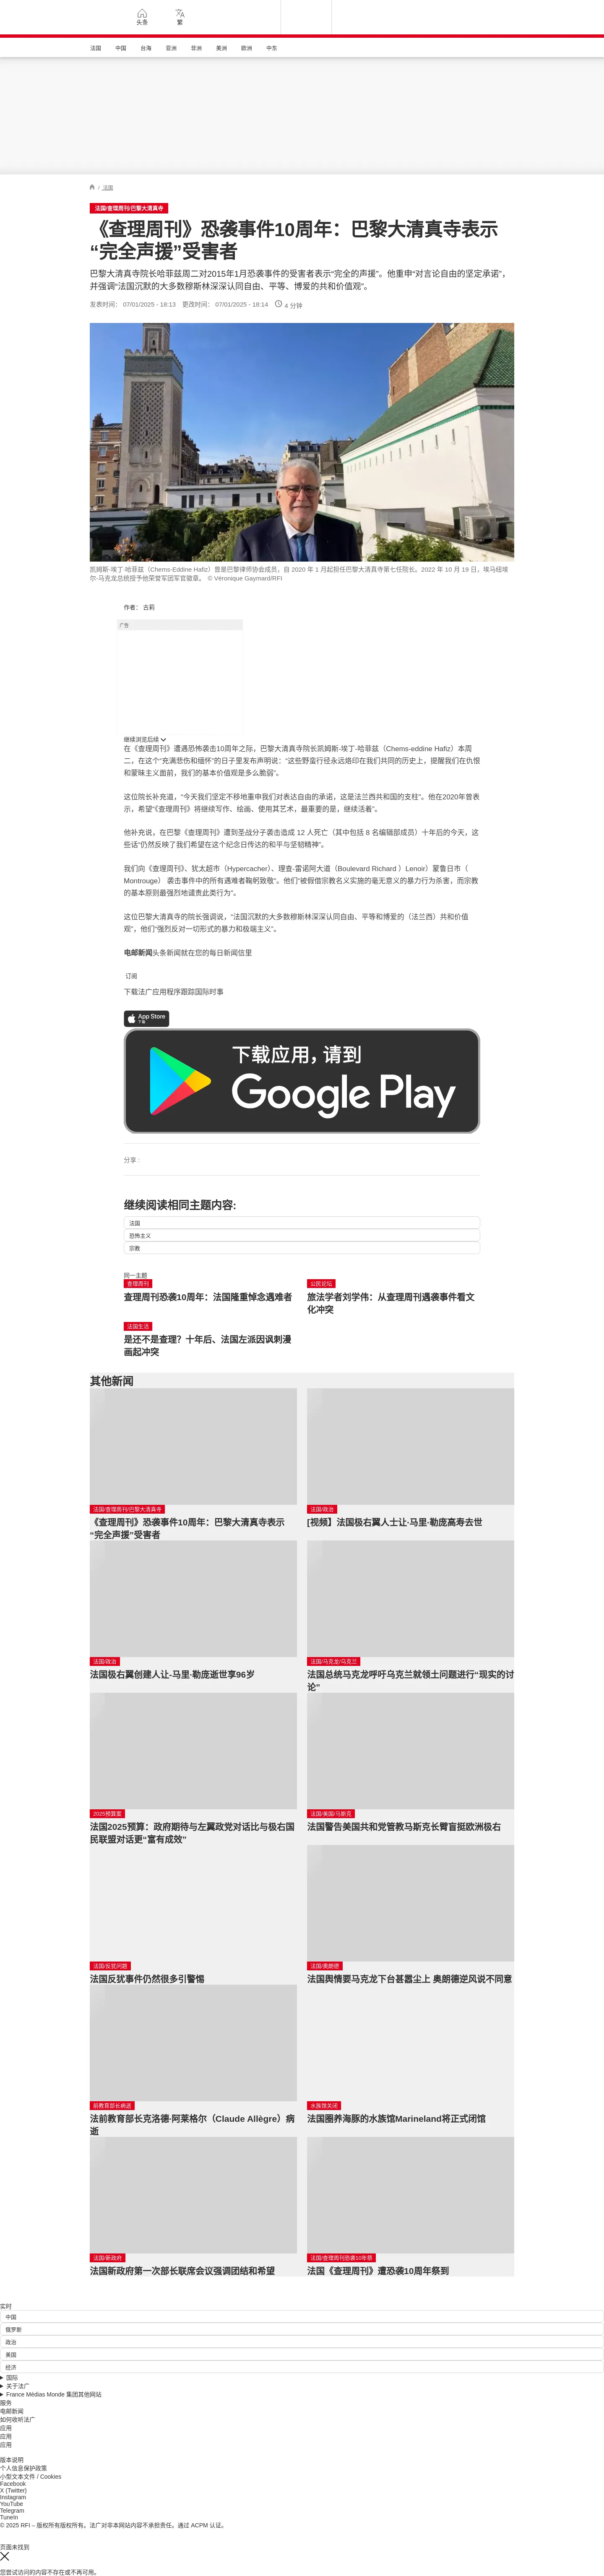 头条
繁
法国
中国
台海
亚洲
非洲
美洲
欧洲
中东
/ 法国
法国/查理周刊/巴黎大清真寺
《查理周刊》恐袭事件10周年：巴黎大清真寺表示
“完全声援”受害者
巴黎大清真寺院长哈菲兹周二对2015年1月恐袭事件的受害者表示“完全的声援”。他重申“对言论自由的坚定承诺”，
并强调“法国沉默的大多数穆斯林深深认同自由、平等、博爱的共和价值观”。
发表时间： 07/01/2025 - 18:13 更改时间： 07/01/2025 - 18:14 4 分钟
凯姆斯-埃丁·哈菲兹（Chems-Eddine Hafiz）曾是巴黎律师协会成员，自 2020 年 1 月起担任巴黎大清真寺第七任院长。2022 年 10 月 19 日，埃马纽埃
尔·马克龙总统授予他荣誉军团军官徽章。 © Véronique Gaymard/RFI
作者： 古莉
广告
继续浏览后续
在《查理周刊》遭遇恐怖袭击10周年之际，巴黎大清真寺院长凯姆斯-埃丁-哈菲兹（Chems-eddine Hafiz）本周
二，在这个“充满悲伤和缅怀”的日子里发布声明说：“这些野蛮行径永远烙印在我们共同的历史上，提醒我们在仇恨
和蒙昧主义面前，我们的基本价值观是多么脆弱”。
这位院长补充道，“今天我们坚定不移地重申我们对表达自由的承诺，这是法兰西共和国的支柱”。他在2020年曾表
示，希望“《查理周刊》将继续写作、绘画、使用其艺术，最重要的是，继续活着”。
他补充说，在巴黎《查理周刊》遭到圣战分子袭击造成 12 人死亡（其中包括 8 名编辑部成员）十年后的今天，这
些话“仍然反映了我们希望在这个纪念日传达的和平与坚韧精神”。
我们向《查理周刊》、犹太超市（Hypercacher）、理查-雷诺阿大道（Boulevard Richard ）Lenoir）蒙鲁日市（
Montrouge） 袭击事件中的所有遇难者鞠躬致敬”。他们“被假借宗教名义实施的毫无意义的暴力行为杀害，而宗教
的基本原则最强烈地谴责此类行为”。
这位巴黎大清真寺的院长强调说，“法国沉默的大多数穆斯林深深认同自由、平等和博爱的（法兰西）共和价值
观”，他们“强烈反对一切形式的暴力和极端主义”。
电邮新闻头条新闻就在您的每日新闻信里
订阅
下载法广应用程序跟踪国际时事
App Store
下载
下载应用，请到
Google Play
分享 :
继续阅读相同主题内容:
法国
恐怖主义
宗教
同一主题
查理周刊
查理周刊恐袭10周年：法国隆重悼念遇难者
公民论坛
旅法学者刘学伟：从查理周刊遇袭事件看文
化冲突
法国生活
是还不是查理？十年后、法国左派因讽刺漫
画起冲突
其他新闻
法国/查理周刊/巴黎大清真寺
《查理周刊》恐袭事件10周年：巴黎大清真寺表示
“完全声援”受害者
法国/政治
[视频】法国极右翼人士让·马里·勒庞高寿去世
法国/政治
法国极右翼创建人让-马里·勒庞逝世享96岁
法国/马克龙/乌克兰
法国总统马克龙呼吁乌克兰就领土问题进行“现实的讨
论”
2025预算案
法国2025预算：政府期待与左翼政党对话比与极右国
民联盟对话更“富有成效”
法国/美国/马斯克
法国警告美国共和党管教马斯克长臂盲挺欧洲极右
法国/反犹问题
法国反犹事件仍然很多引警惕
法国/奥朗德
法国舆情要马克龙下台甚嚣尘上 奥朗德逆风说不同意
前教育部长病逝
法前教育部长克洛德·阿莱格尔（Claude Allègre）病
逝
水族馆关闭
法国圈养海豚的水族馆Marineland将正式闭馆
法国/新政府
法国新政府第一次部长联席会议强调团结和希望
法国/查理周刊恐袭10年祭
法国《查理周刊》遭恐袭10周年祭到
实时
中国
俄罗斯
政治
美国
经济
国际
关于法广
France Médias Monde 集团其他网站
服务
电邮新闻
如何收听法广
应用
应用
应用
版本说明
个人信息保护政策
小型文本文件 / Cookies
Facebook
X (Twitter)
Instagram
YouTube
Telegram
TuneIn
© 2025 RFI – 版权所有版权所有。法广对非本网站内容不承担责任。通过 ACPM 认证。
页面未找到
您尝试访问的内容不存在或不再可用。